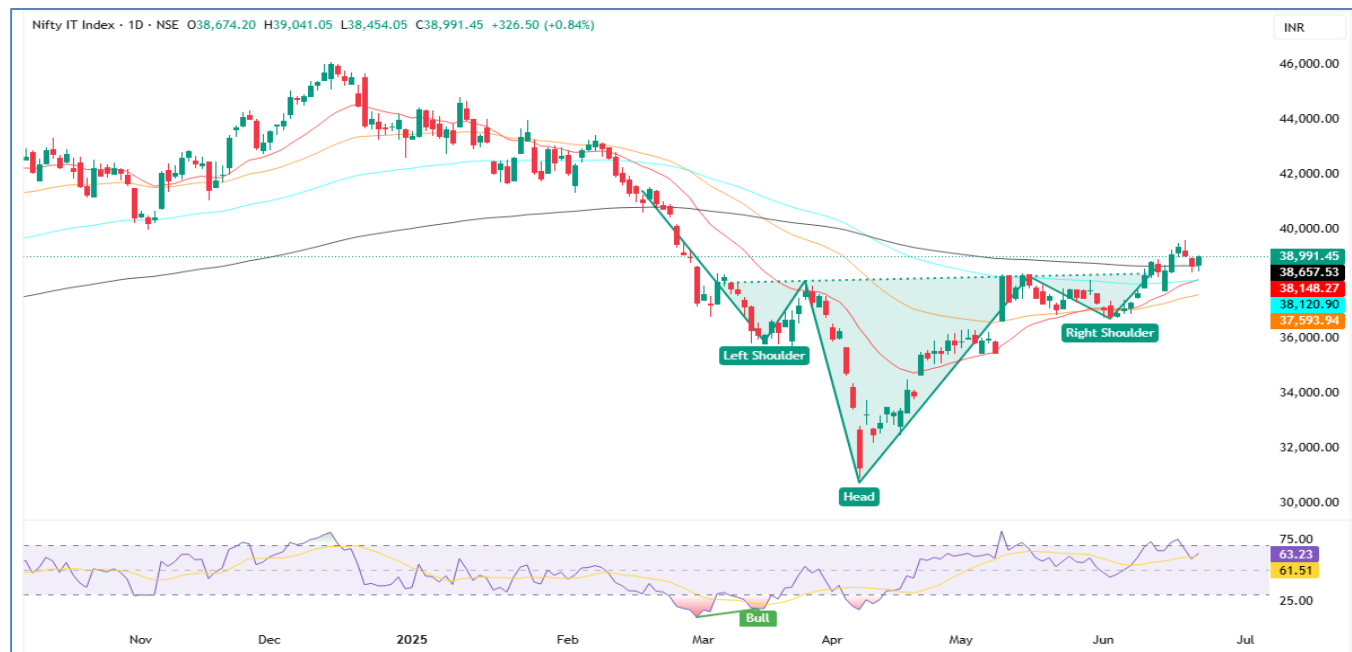 Nifty IT Index · 1D · NSE O38,674.20 H39,041.05 L38,454.05 C38,991.45 +326.50 (+0.84%)
INR
46,000.00
44,000.00
42,000.00
40,000.00
38,991.45
38,657.53
38,148.27
38,120.90
37,593.94
36,000.00
34,000.00
32,000.00
30,000.00
Left Shoulder
Right Shoulder
Head
75.00
63.23
61.51
25.00
Bull
Nov Dec 2025 Feb Mar Apr May Jun Jul